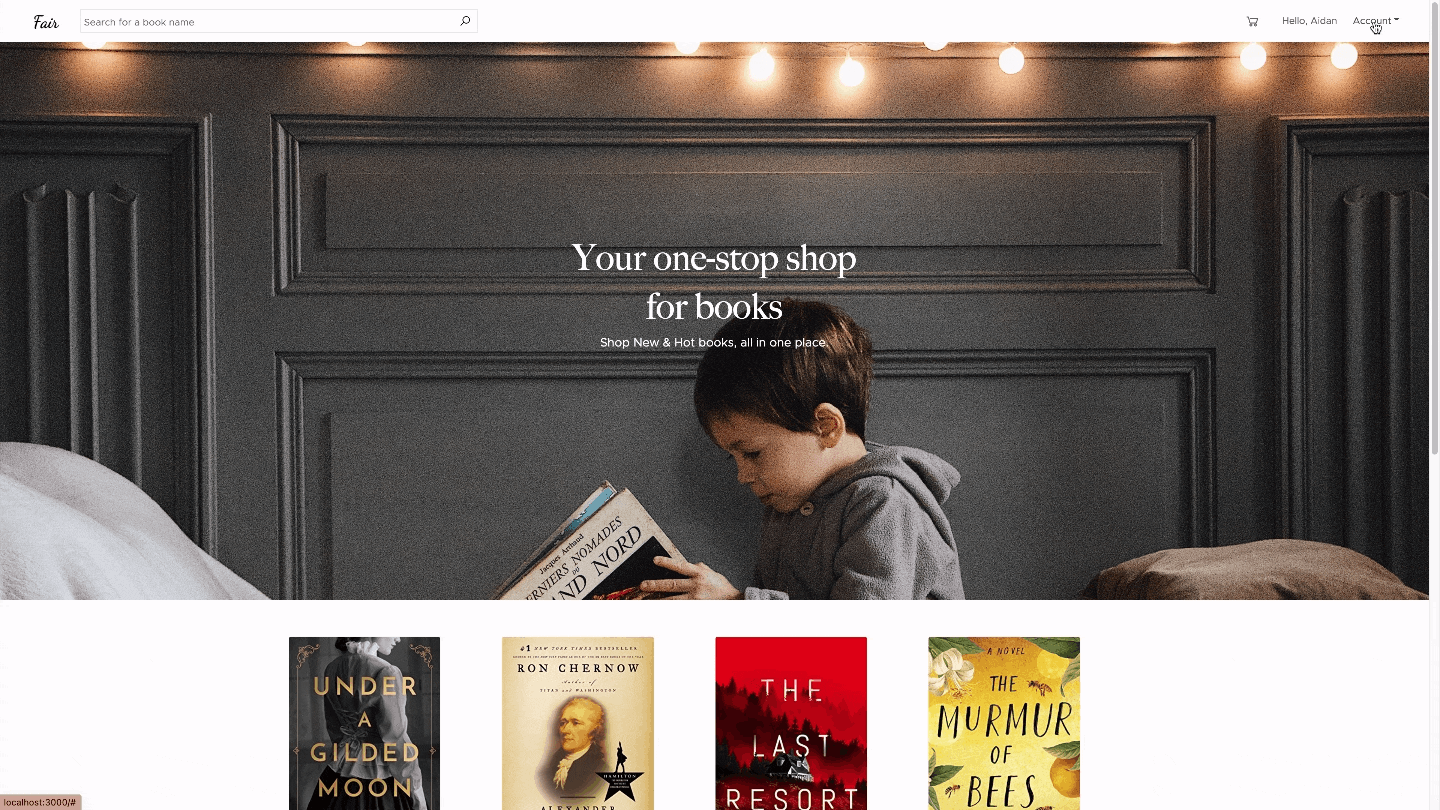 Fair
Search for a book name
Hello, Aidan
Account
Your one-stop shop
for books
Shop New & Hot books, all in one place.
Jacques Arthaud
DERNIERS NOMADES
DU
AND NORD
UNDER
A
GILDED
MOON
#1 NEW YORK TIMES BESTSELLER
RON CHERNOW
Author of
TITAN and WASHINGTON
HAMILTON
ALEXANDER
THE
LAST
RESORT
A NOVEL
THE
MURMUR
OF
BEES
localhost:3000/#